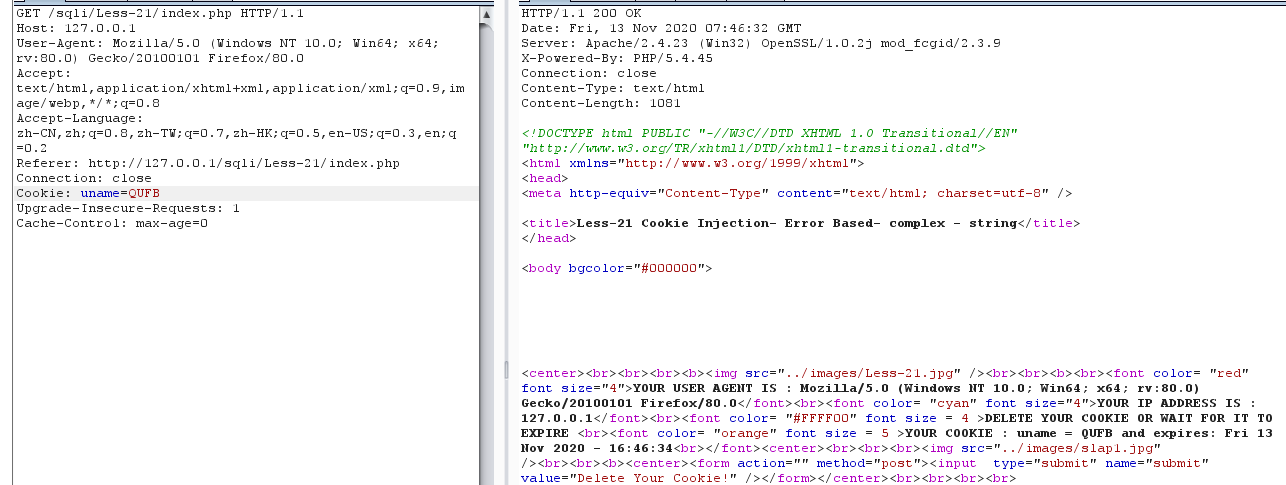 GET /sqli/Less-21/index.php HTTP/1.1
Host: 127.0.0.1
User-Agent: Mozilla/5.0 (Windows NT 10.0; Win64; x64;
rv:80.0) Gecko/20100101 Firefox/80.0
Accept:
text/html,application/xhtml+xml,application/xml;q=0.9,im
age/webp,*/*;q=0.8
Accept-Language:
zh-CN,zh;q=0.8,zh-TW;q=0.7,zh-HK;q=0.5,en-US;q=0.3,en;q
=0.2
Referer: http://127.0.0.1/sqli/Less-21/index.php
Connection: close
Cookie: uname=QUFB
Upgrade-Insecure-Requests: 1
Cache-Control: max-age=0
HTTP/1.1 200 OK
Date: Fri, 13 Nov 2020 07:46:32 GMT
Server: Apache/2.4.23 (Win32) OpenSSL/1.0.2j mod_fcgid/2.3.9
X-Powered-By: PHP/5.4.45
Connection: close
Content-Type: text/html
Content-Length: 1081
<!DOCTYPE html PUBLIC "-//W3C//DTD XHTML 1.0 Transitional//EN"
"http://www.w3.org/TR/xhtml1/DTD/xhtml1-transitional.dtd">
<html xmlns="http://www.w3.org/1999/xhtml">
<head>
<meta http-equiv="Content-Type" content="text/html; charset=utf-8" />
<title>Less-21 Cookie Injection- Error Based- complex - string</title>
</head>
<body bgcolor="#000000">
<center><br><br><br><b><img src="../images/Less-21.jpg" /><br><br><b><br><font color= "red"
font size="4">YOUR USER AGENT IS : Mozilla/5.0 (Windows NT 10.0; Win64; x64; rv:80.0)
Gecko/20100101 Firefox/80.0</font><br><font color= "cyan" font size="4">YOUR IP ADDRESS IS :
127.0.0.1</font><br><font color= "#FFFF00" font size = 4 >DELETE YOUR COOKIE OR WAIT FOR IT TO
EXPIRE <br><font color= "orange" font size = 5 >YOUR COOKIE : uname = QUFB and expires: Fri 13
Nov 2020 - 16:46:34<br></font><center><br><br><br><img src="../images/slap1.jpg"
/><br><br><b><center><form action="" method="post"><input  type="submit" name="submit"
value="Delete Your Cookie!" /></form></center><br><br><br><br>